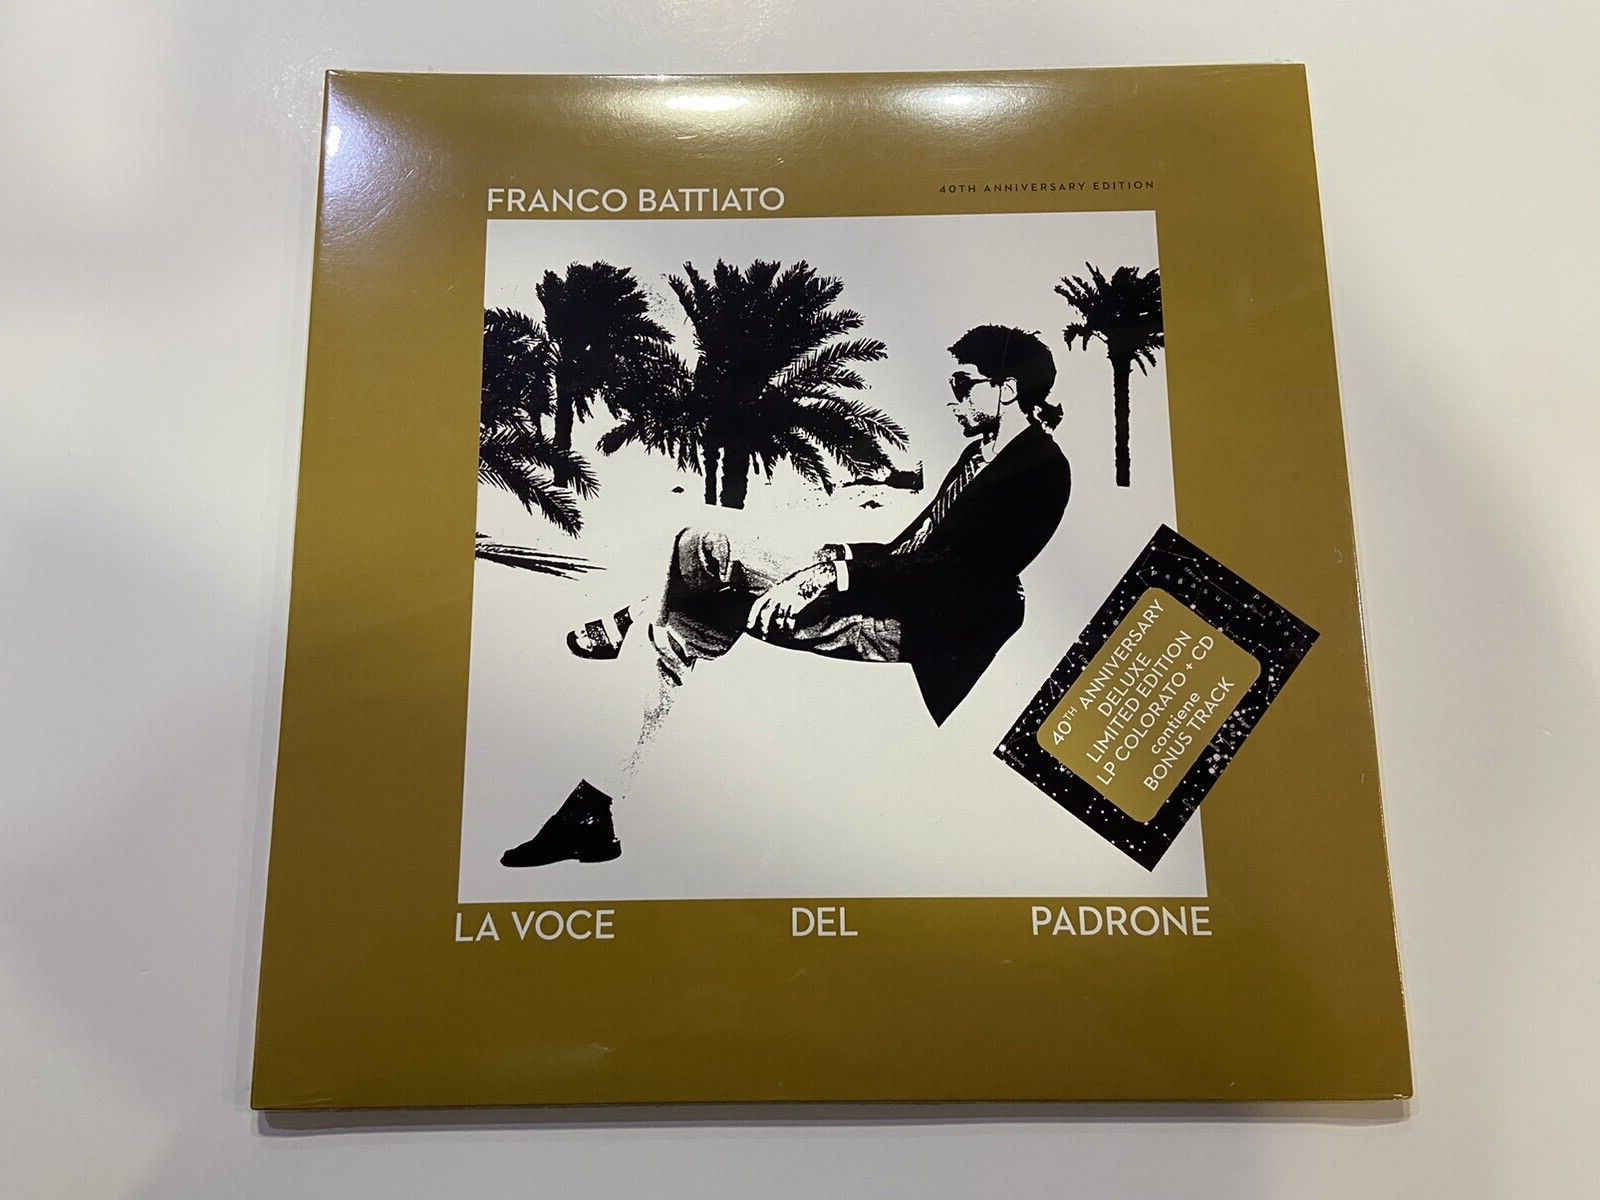 FRANCO BATTIATO
40TH ANNIVERSARY EDITION
40TH ANNIVERSARY
DELUXE
LIMITED EDITION
LP COLORATO + CD
contiene
BONUS TRACK
LA VOCE DEL PADRONE